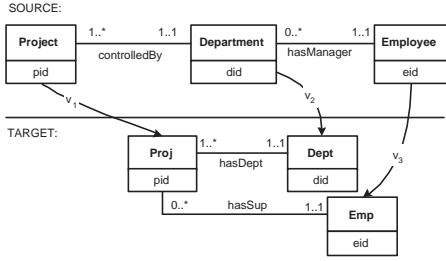 SOURCE:
Project
1..*
1..1
Department
0..*
1..1
Employee
controlledBy
hasManager
pid
did
eid
v1
v2
TARGET:
Proj
1..*
1..1
Dept
v3
hasDept
pid
did
0..*
hasSup
1..1
Emp
eid